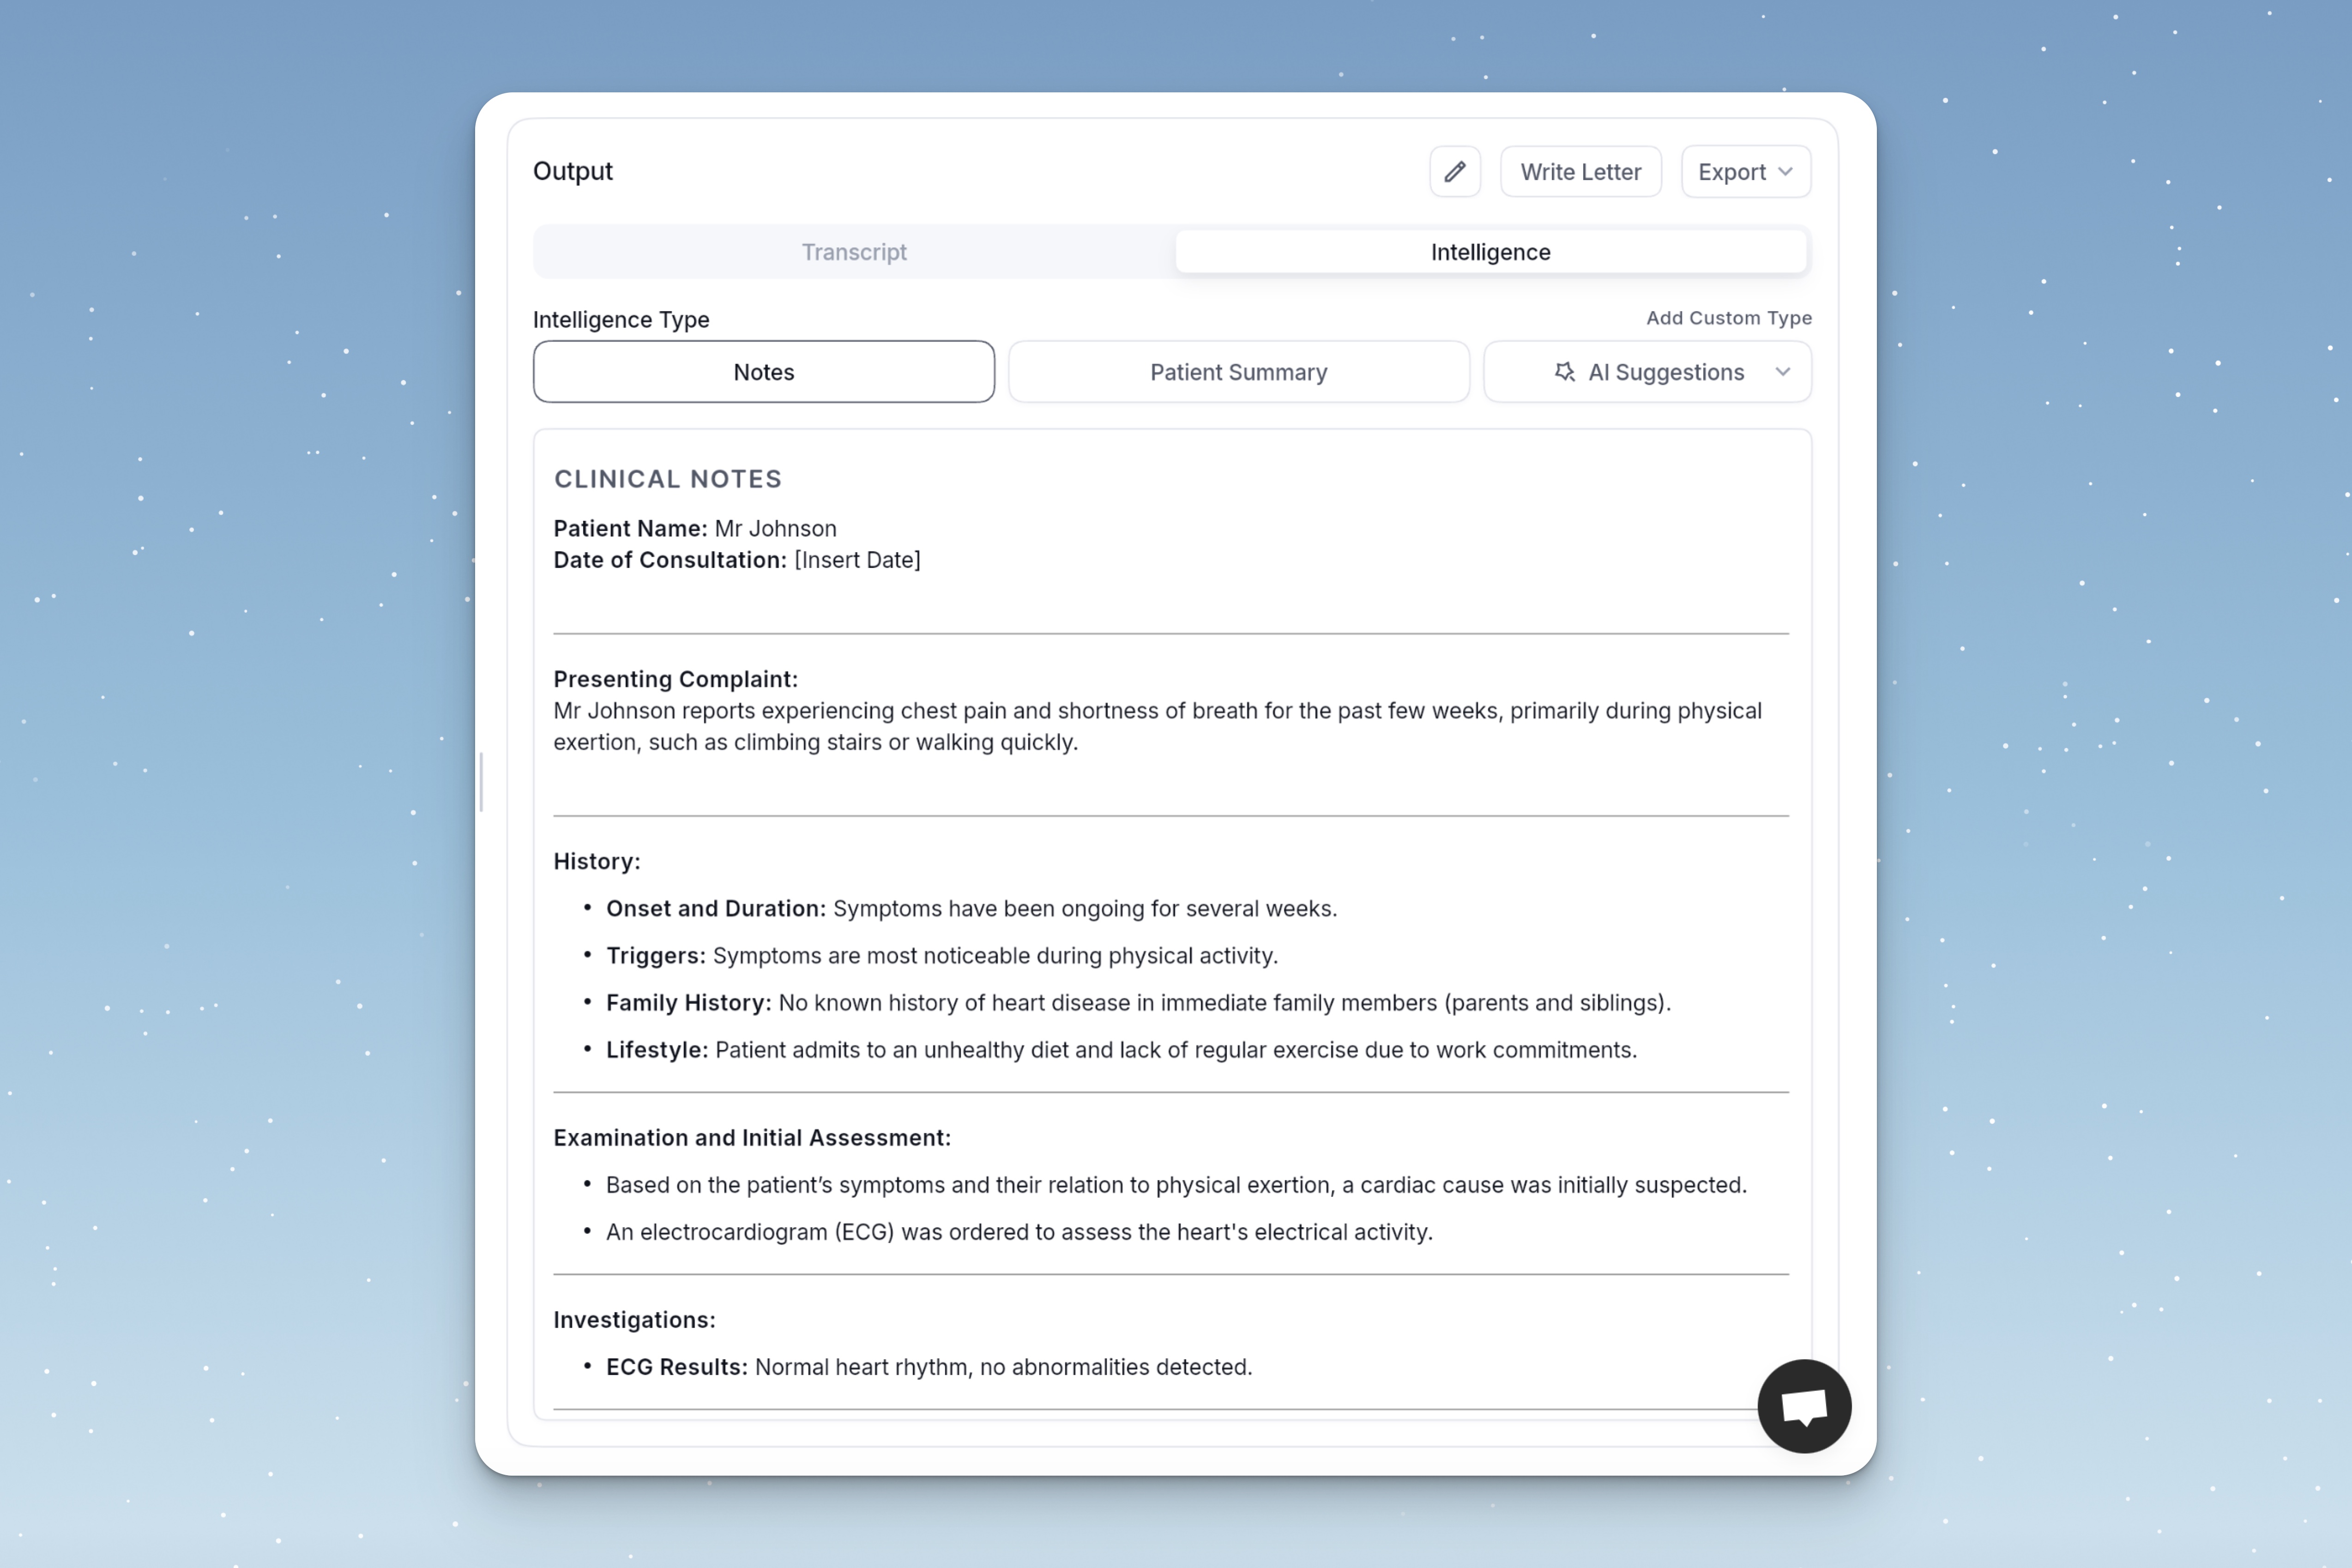 Output
Write Letter
Export
Transcript
Intelligence
Intelligence Type
Add Custom Type
Notes
Patient Summary
AI Suggestions
CLINICAL NOTES
Patient Name: Mr Johnson
Date of Consultation: [Insert Date]
Presenting Complaint:
Mr Johnson reports experiencing chest pain and shortness of breath for the past few weeks, primarily during physical
exertion, such as climbing stairs or walking quickly.
History:
• Onset and Duration: Symptoms have been ongoing for several weeks.
• Triggers: Symptoms are most noticeable during physical activity.
• Family History: No known history of heart disease in immediate family members (parents and siblings).
• Lifestyle: Patient admits to an unhealthy diet and lack of regular exercise due to work commitments.
Examination and Initial Assessment:
• Based on the patient’s symptoms and their relation to physical exertion, a cardiac cause was initially suspected.
• An electrocardiogram (ECG) was ordered to assess the heart's electrical activity.
Investigations:
• ECG Results: Normal heart rhythm, no abnormalities detected.